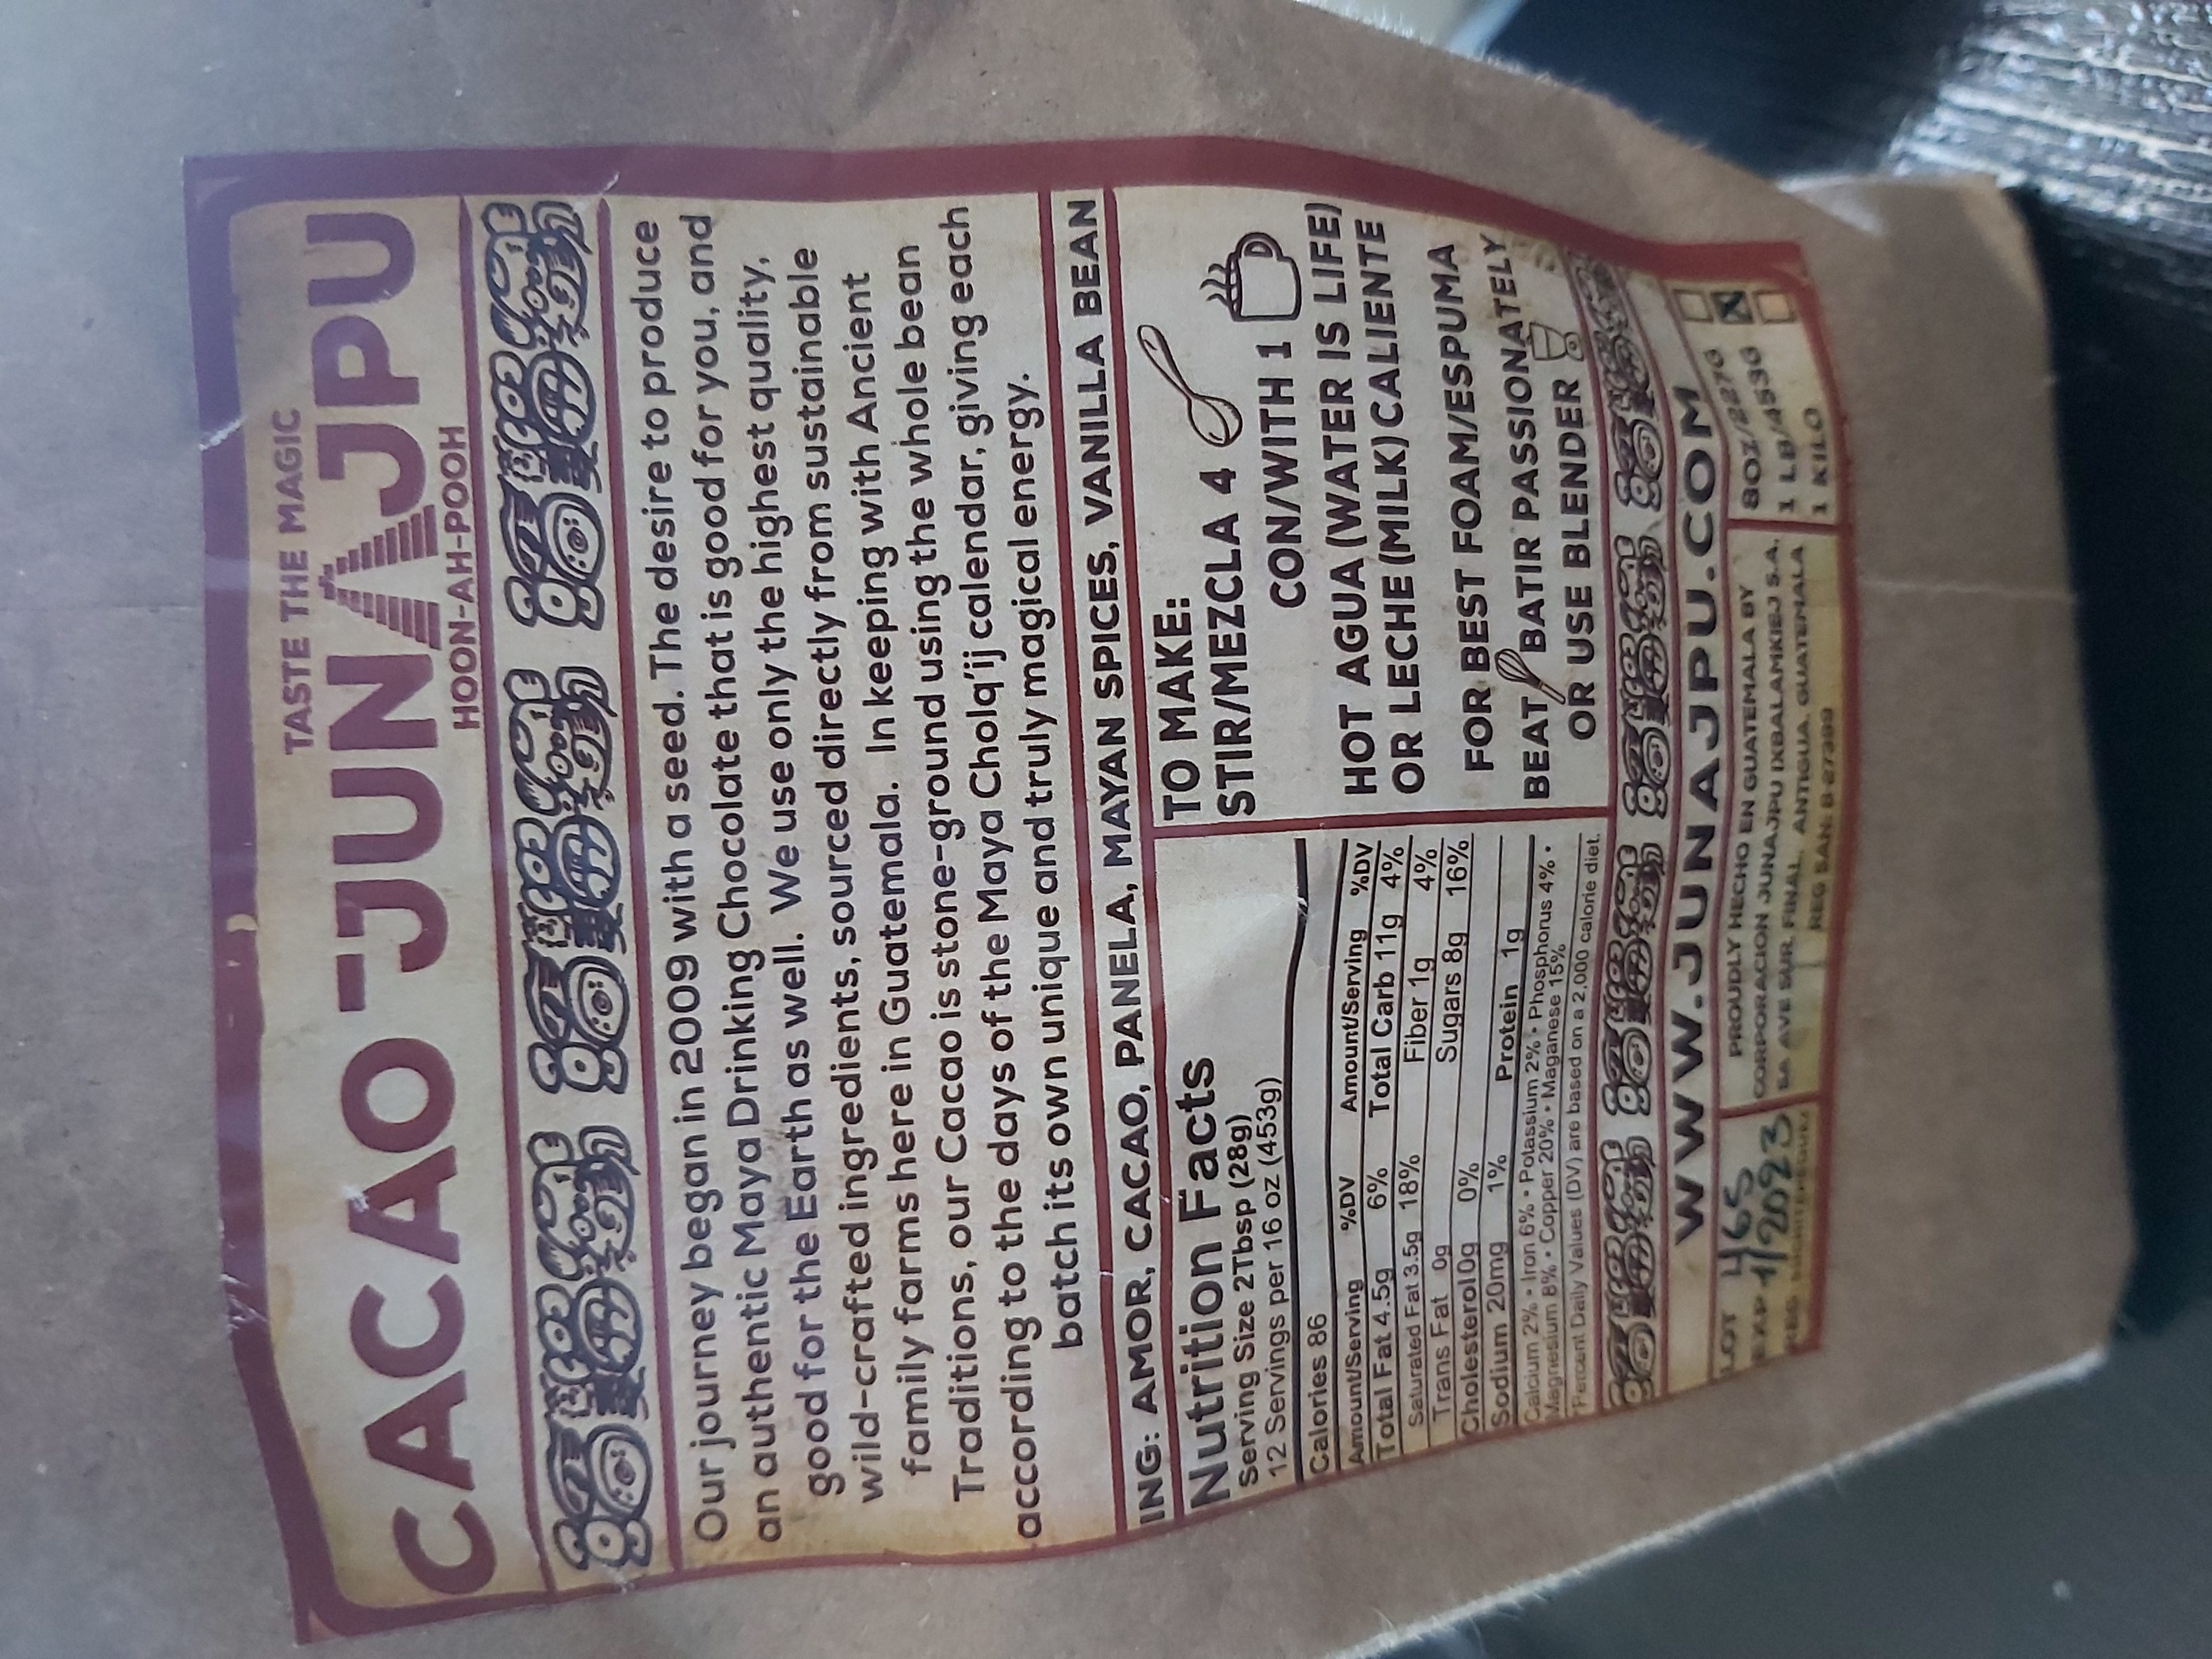 TASTE THE MAGIC
CACAO JUNAJPU
HOON-AH-POOH
Our journey began in 2009 with a seed. The desire to produce
an authentic Maya Drinking Chocolate that is good for you, and
good for the Earth as well. We use only the highest quality,
wild-crafted ingredients, sourced directly from sustainable
family farms here in Guatemala. In keeping with Ancient
Traditions, our Cacao is stone-ground using the whole bean
according to the days of the Maya Cholq'ij calendar, giving each
batch its own unique and truly magical energy.
ING: AMOR, CACAO, PANELA, MAYAN SPICES, VANILLA BEAN
Nutrition Facts
Serving Size 2Tbsp (28g)
12 Servings per 16 oz (453g)
Calories 86
Amount/Serving %DV Amount/Serving %DV
Total Fat 4.5g 6% Total Carb 11g 4%
Saturated Fat 3.5g 18% Fiber 1g 4%
Trans Fat 0g Sugars 8g 16%
Cholesterol 0g 0%
Sodium 20mg 1% Protein 1g
Calcium 2% • Iron 6% • Potassium 2% • Phosphorus 4% •
Magnesium 8% • Copper 20% • Maganese 15%
*Percent Daily Values (DV) are based on a 2,000 calorie diet.
TO MAKE:
STIR/MEZCLA 4
CON/WITH 1
HOT AGUA (WATER IS LIFE)
OR LECHE (MILK) CALIENTE
FOR BEST FOAM/ESPUMA
BEAT BATIR PASSIONATELY
OR USE BLENDER
WWW.JUNAJPU.COM
LOT 46S
EXP 1/2023
REG
PROUDLY HECHO EN GUATEMALA BY
CORPORACION JUNAJPU IXBALAMKIEJ S.A.
5A AVE SUR FINAL, ANTIGUA, GUATEMALA
REG SAN: B-27399
8OZ/227G
1 LB/453G
1 KILO